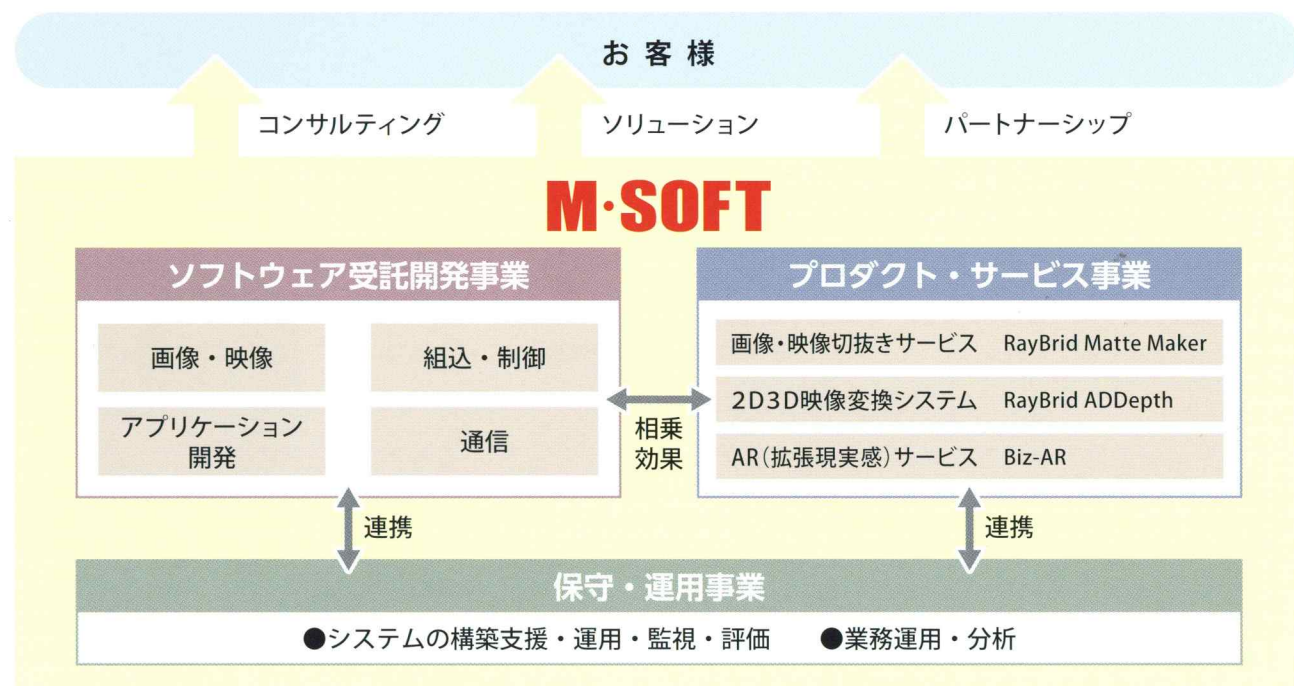 お客様
コンサルティング
ソリューション
パートナーシップ
M・SOFT
ソフトウェア受託開発事業
画像・映像
組込・制御
アプリケーション
開発
通信
相乗
効果
プロダクト・サービス事業
画像・映像切抜きサービス RayBrid Matte Maker
2D3D映像変換システム RayBrid ADDepth
AR(拡張現実感)サービス Biz-AR
連携
連携
保守・運用事業
●システムの構築支援・運用・監視・評価 ●業務運用・分析